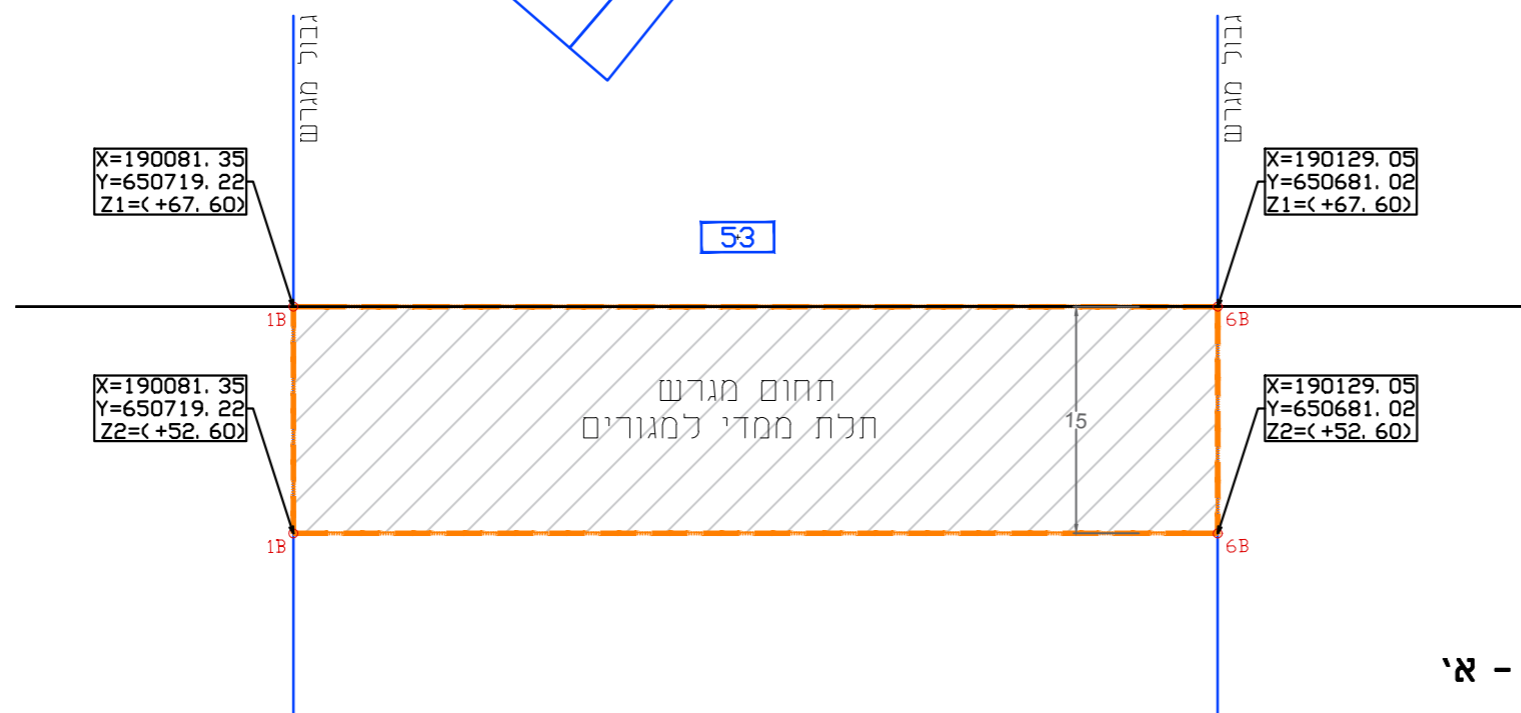 גבול מגרש
גבול מגרש
X=190081.35
Y=650719.22
Z1=(+67.60)
X=190129.05
Y=650681.02
Z1=(+67.60)
53
1B
6B
תחום מגרש
תלת ממדי למגורים
15
X=190081.35
Y=650719.22
Z2=(+52.60)
X=190129.05
Y=650681.02
Z2=(+52.60)
1B
6B
- א'